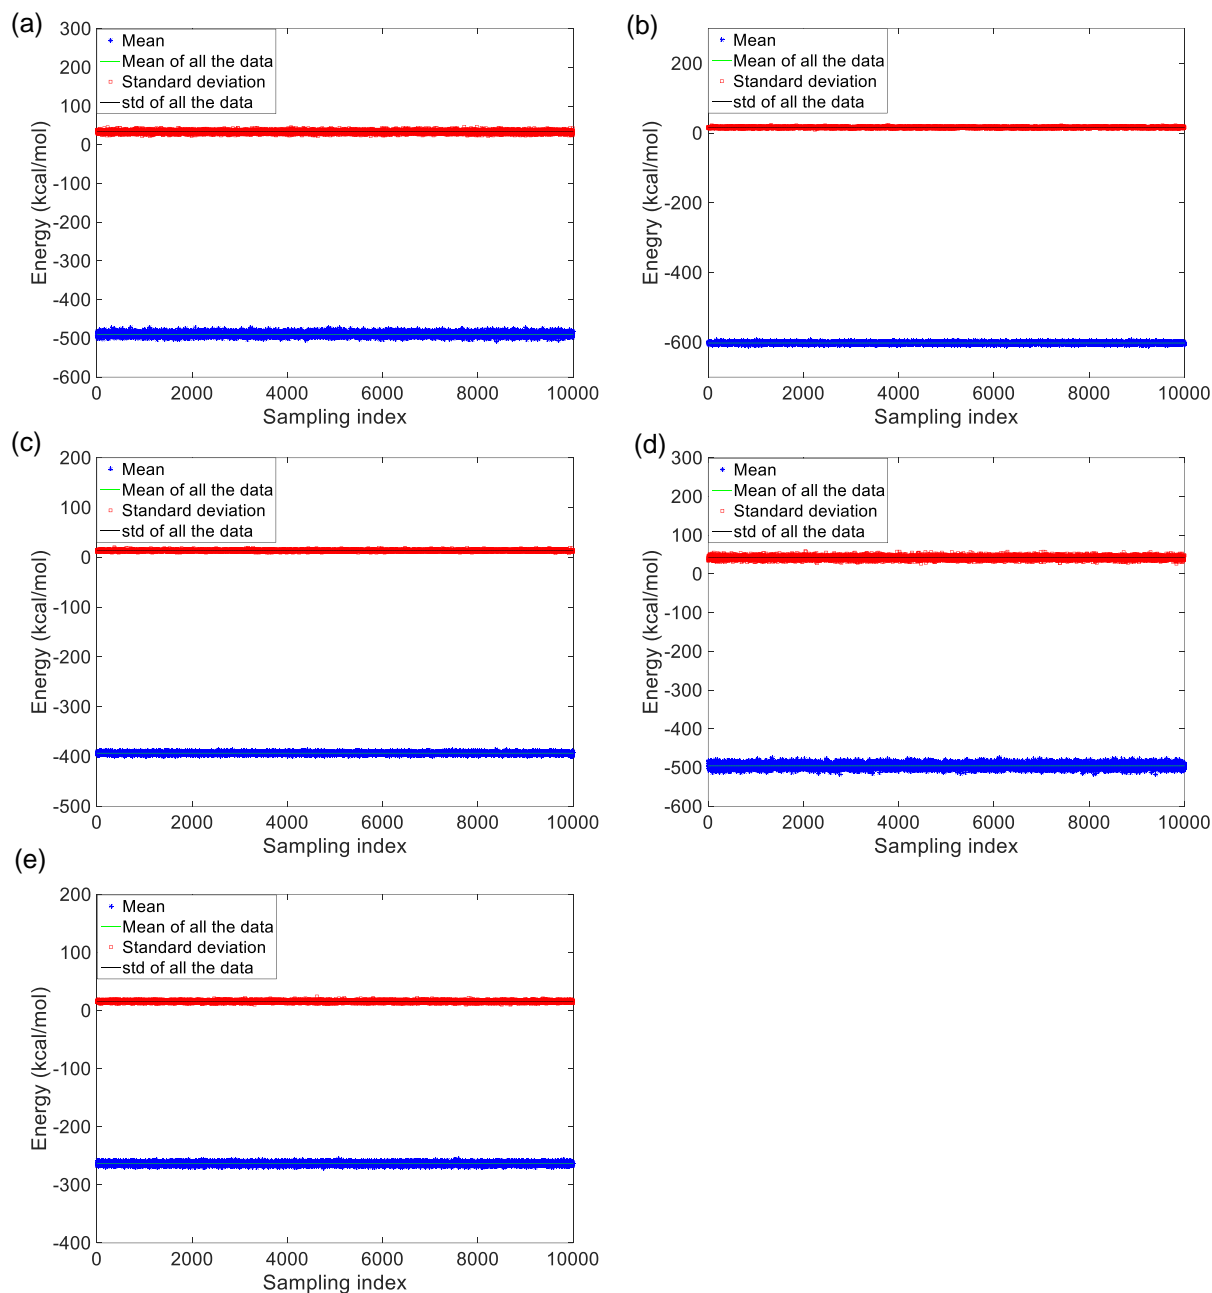 (a)
300
200
100
0
-100
-200
-300
-400
-500
-600
Energy (kcal/mol)
Mean
Mean of all the data
Standard deviation
std of all the data
0 2000 4000 6000 8000 10000
Sampling index
(b)
200
0
-200
-400
-600
Enegry (kcal/mol)
Mean
Mean of all the data
Standard deviation
std of all the data
0 2000 4000 6000 8000 10000
Sampling index
(c)
200
100
0
-100
-200
-300
-400
-500
Energy (kcal/mol)
Mean
Mean of all the data
Standard deviation
std of all the data
0 2000 4000 6000 8000 10000
Sampling index
(d)
300
200
100
0
-100
-200
-300
-400
-500
-600
Energy (kcal/mol)
Mean
Mean of all the data
Standard deviation
std of all the data
0 2000 4000 6000 8000 10000
Sampling index
(e)
200
100
0
-100
-200
-300
-400
Energy (kcal/mol)
Mean
Mean of all the data
Standard deviation
std of all the data
0 2000 4000 6000 8000 10000
Sampling index